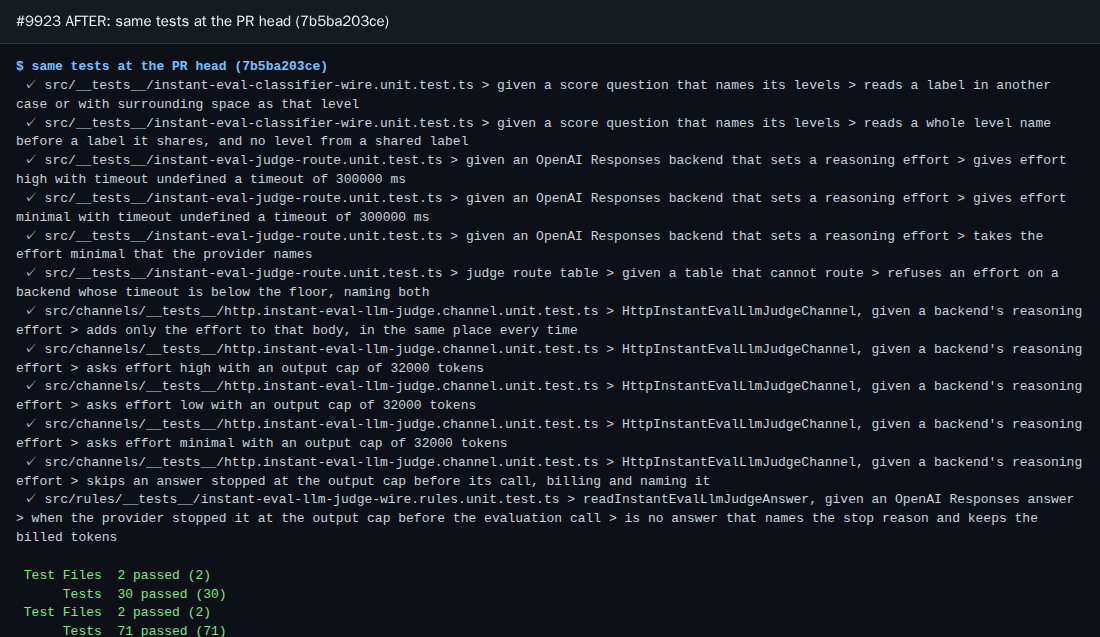 #9923 AFTER: same tests at the PR head (7b5ba203ce)
$ same tests at the PR head (7b5ba203ce)
✓ src/__tests__/instant-eval-classifier-wire.unit.test.ts > given a score question that names its levels > reads a label in another
case or with surrounding space as that level
✓ src/__tests__/instant-eval-classifier-wire.unit.test.ts > given a score question that names its levels > reads a whole level name
before a label it shares, and no level from a shared label
✓ src/__tests__/instant-eval-judge-route.unit.test.ts > given an OpenAI Responses backend that sets a reasoning effort > gives effort
high with timeout undefined a timeout of 300000 ms
✓ src/__tests__/instant-eval-judge-route.unit.test.ts > given an OpenAI Responses backend that sets a reasoning effort > gives effort
minimal with timeout undefined a timeout of 300000 ms
✓ src/__tests__/instant-eval-judge-route.unit.test.ts > given an OpenAI Responses backend that sets a reasoning effort > takes the
effort minimal that the provider names
✓ src/__tests__/instant-eval-judge-route.unit.test.ts > judge route table > given a table that cannot route > refuses an effort on a
backend whose timeout is below the floor, naming both
✓ src/channels/__tests__/http.instant-eval-llm-judge.channel.unit.test.ts > HttpInstantEvalLlmJudgeChannel, given a backend's reasoning
effort > adds only the effort to that body, in the same place every time
✓ src/channels/__tests__/http.instant-eval-llm-judge.channel.unit.test.ts > HttpInstantEvalLlmJudgeChannel, given a backend's reasoning
effort > asks effort high with an output cap of 32000 tokens
✓ src/channels/__tests__/http.instant-eval-llm-judge.channel.unit.test.ts > HttpInstantEvalLlmJudgeChannel, given a backend's reasoning
effort > asks effort low with an output cap of 32000 tokens
✓ src/channels/__tests__/http.instant-eval-llm-judge.channel.unit.test.ts > HttpInstantEvalLlmJudgeChannel, given a backend's reasoning
effort > asks effort minimal with an output cap of 32000 tokens
✓ src/channels/__tests__/http.instant-eval-llm-judge.channel.unit.test.ts > HttpInstantEvalLlmJudgeChannel, given a backend's reasoning
effort > skips an answer stopped at the output cap before its call, billing and naming it
✓ src/rules/__tests__/instant-eval-llm-judge-wire.rules.unit.test.ts > readInstantEvalLlmJudgeAnswer, given an OpenAI Responses answer
> when the provider stopped it at the output cap before the evaluation call > is no answer that names the stop reason and keeps the
billed tokens
Test Files  2 passed (2)
Tests  30 passed (30)
Test Files  2 passed (2)
Tests  71 passed (71)